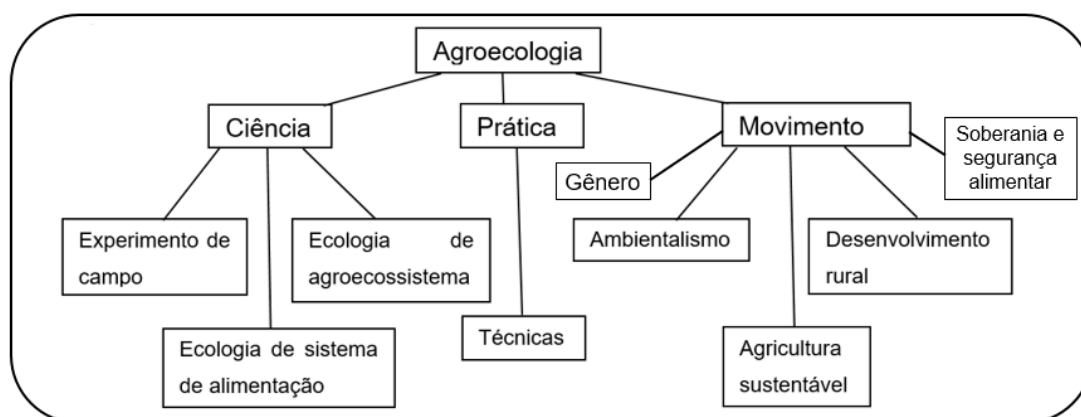 Agroecologia
Ciência
Prática
Movimento
Soberania e
segurança
alimentar
Gênero
Experimento de
campo
Ecologia de
agroecossistema
Ambientalismo
Desenvolvimento
rural
Ecologia de sistema
de alimentação
Técnicas
Agricultura
sustentável